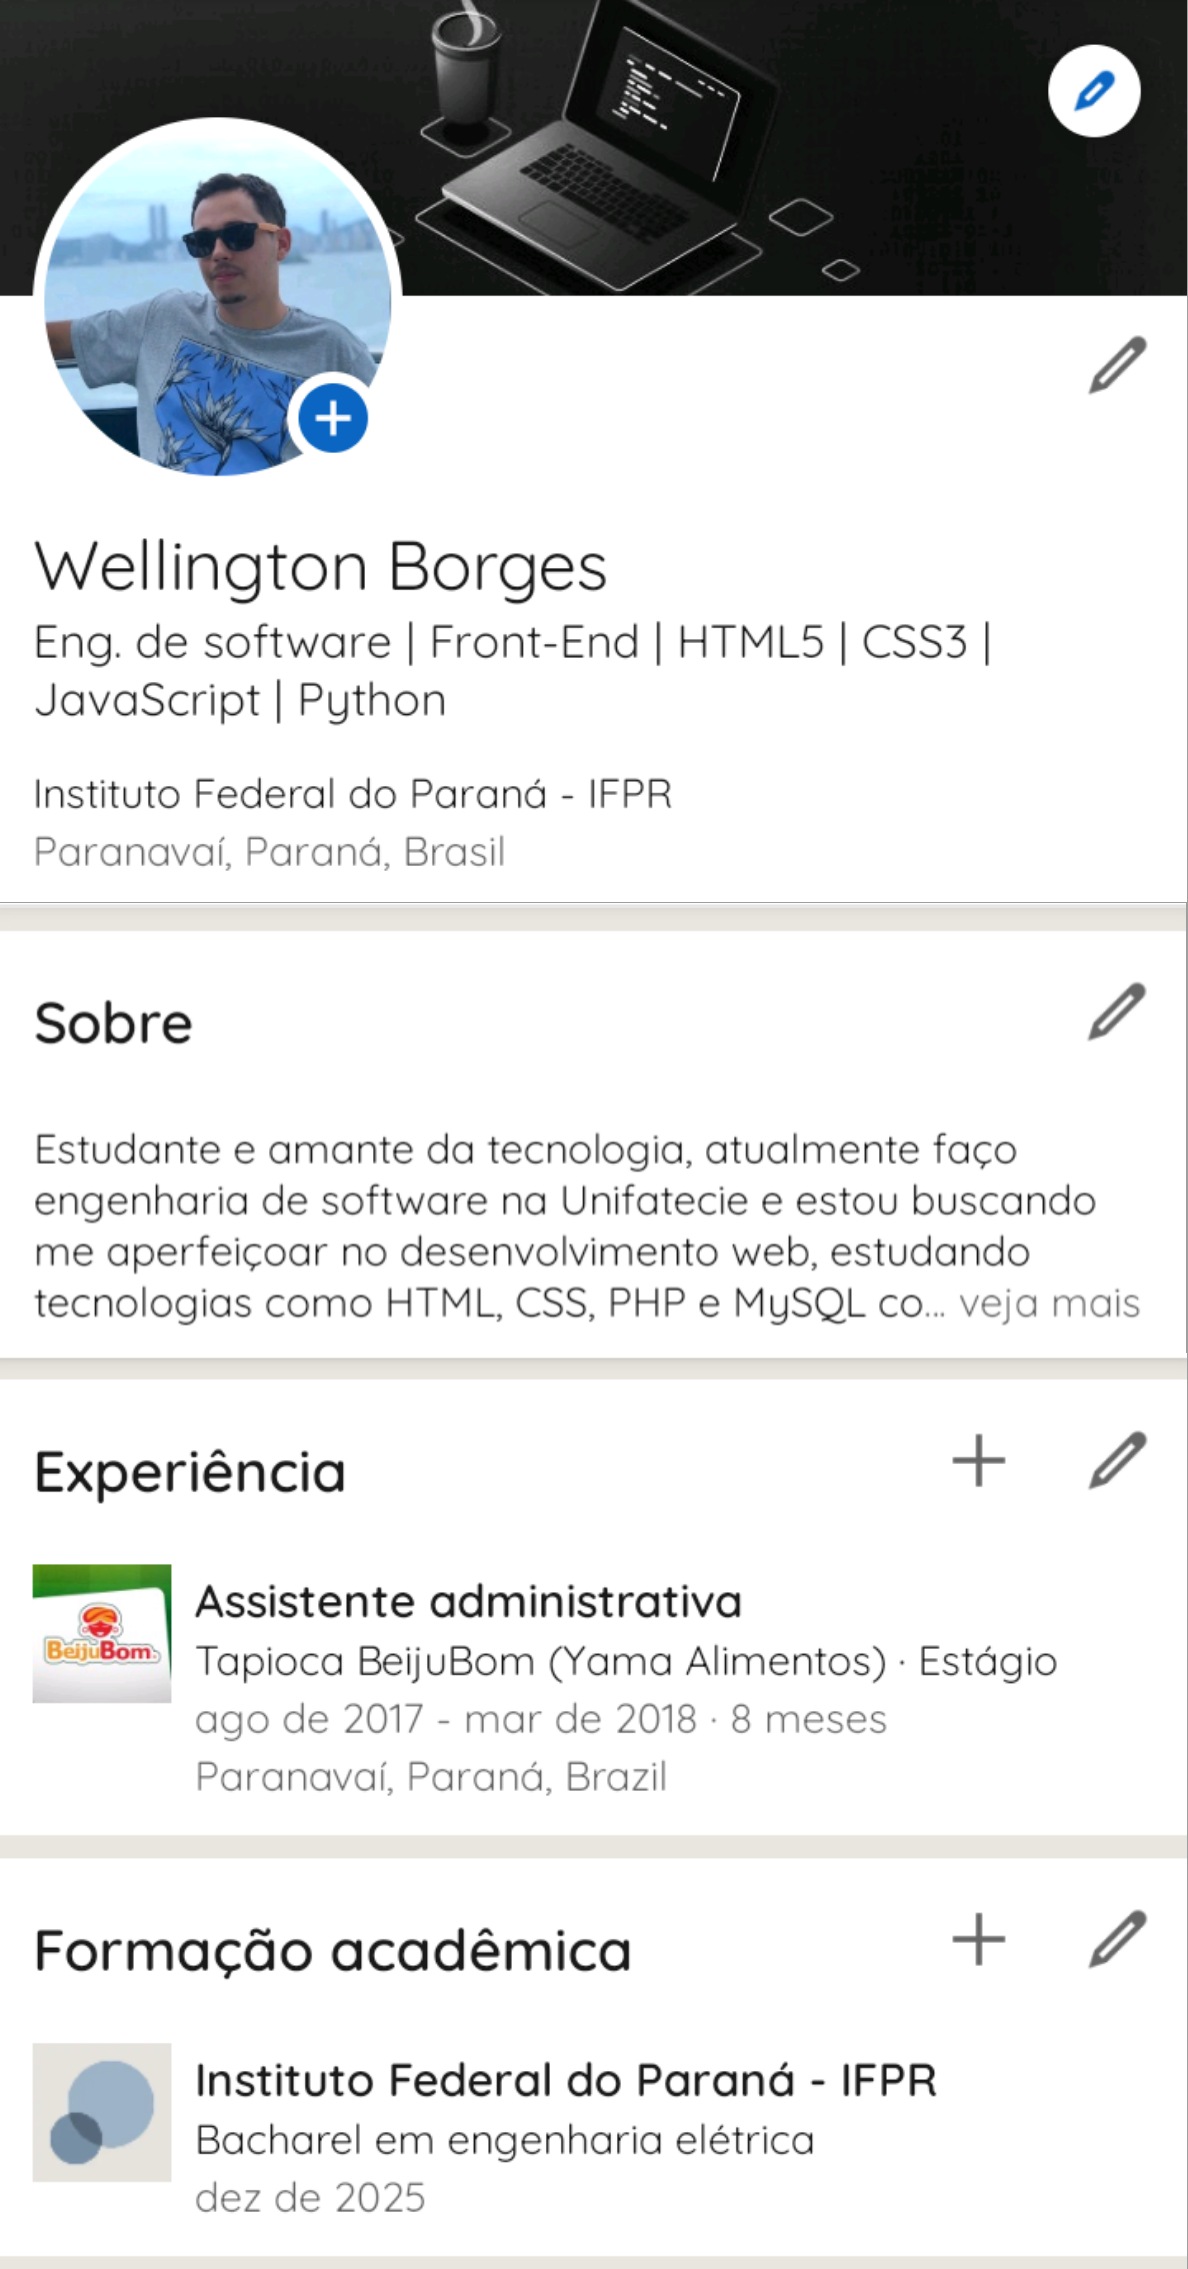 Wellington Borges
Eng. de software | Front-End | HTML5 | CSS3 |
JavaScript | Python
Instituto Federal do Paraná - IFPR
Paranavaí, Paraná, Brasil
Sobre
Estudante e amante da tecnologia, atualmente faço
engenharia de software na Unifatecie e estou buscando
me aperfeiçoar no desenvolvimento web, estudando
tecnologias como HTML, CSS, PHP e MySQL co... veja mais
Experiência
BeijuBom
Assistente administrativa
Tapioca BeijuBom (Yama Alimentos) · Estágio
ago de 2017 - mar de 2018 · 8 meses
Paranavaí, Paraná, Brazil
Formação acadêmica
Instituto Federal do Paraná - IFPR
Bacharel em engenharia elétrica
dez de 2025